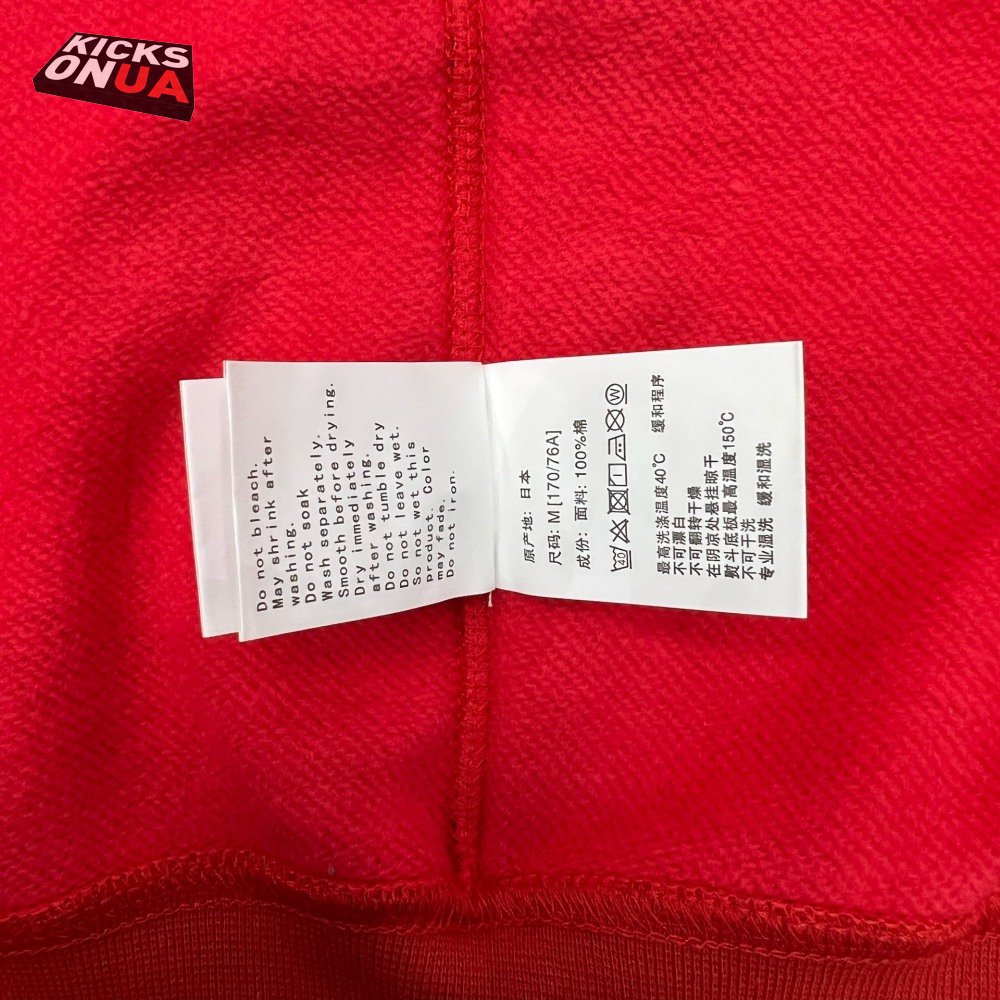 KICKS
ONUA
Do not bleach.
May shrink after
washing.
Do not soak
Wash separately.
Smooth before drying.
Dry immediately
after washing.
Do not tumble dry
Do not leave wet.
So not wet this
Product. Color
may fade.
Do not iron.
原产地: 日本
尺码: M [170/76A]
成份: 面料: 100%棉
40 W
最高洗涤温度40℃ 缓和程序
不可漂白
不可翻转干燥
在阴凉处悬挂晾干
熨斗底板最高温度150℃
不可干洗
专业湿洗 缓和湿洗